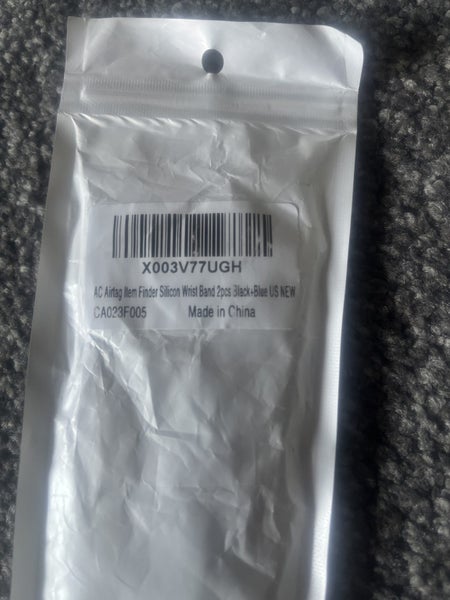 X003V77UGH
AC Airtag Item Finder Silicon Wrist Band 2pcs Black+Blue US NEW
CA023F005 Made in China